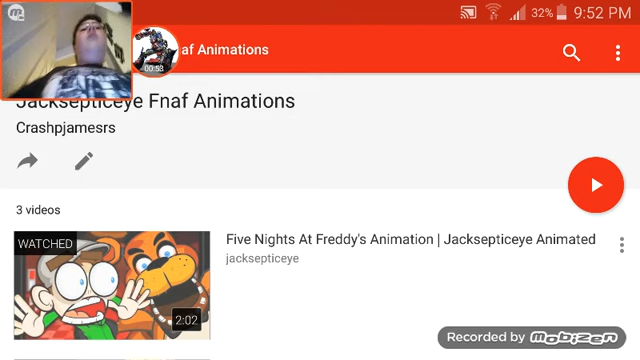 32% 9:52 PM
af Animations
00:53
Jacksepticeye Fnaf Animations
Crashpjamesrs
3 videos
WATCHED
2:02
Five Nights At Freddy's Animation | Jacksepticeye Animated
jacksepticeye
Recorded by Mobizen